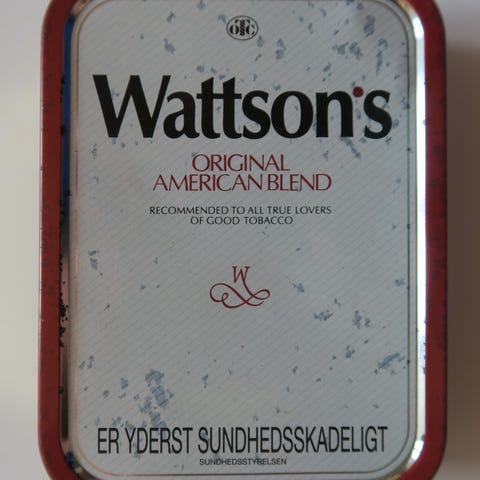 OTC
Wattson's
ORIGINAL
AMERICAN BLEND
RECOMMENDED TO ALL TRUE LOVERS
OF GOOD TOBACCO
W
ER YDERST SUNDHEDSSKADELIGT
SUNDHEDSSTYRELSEN